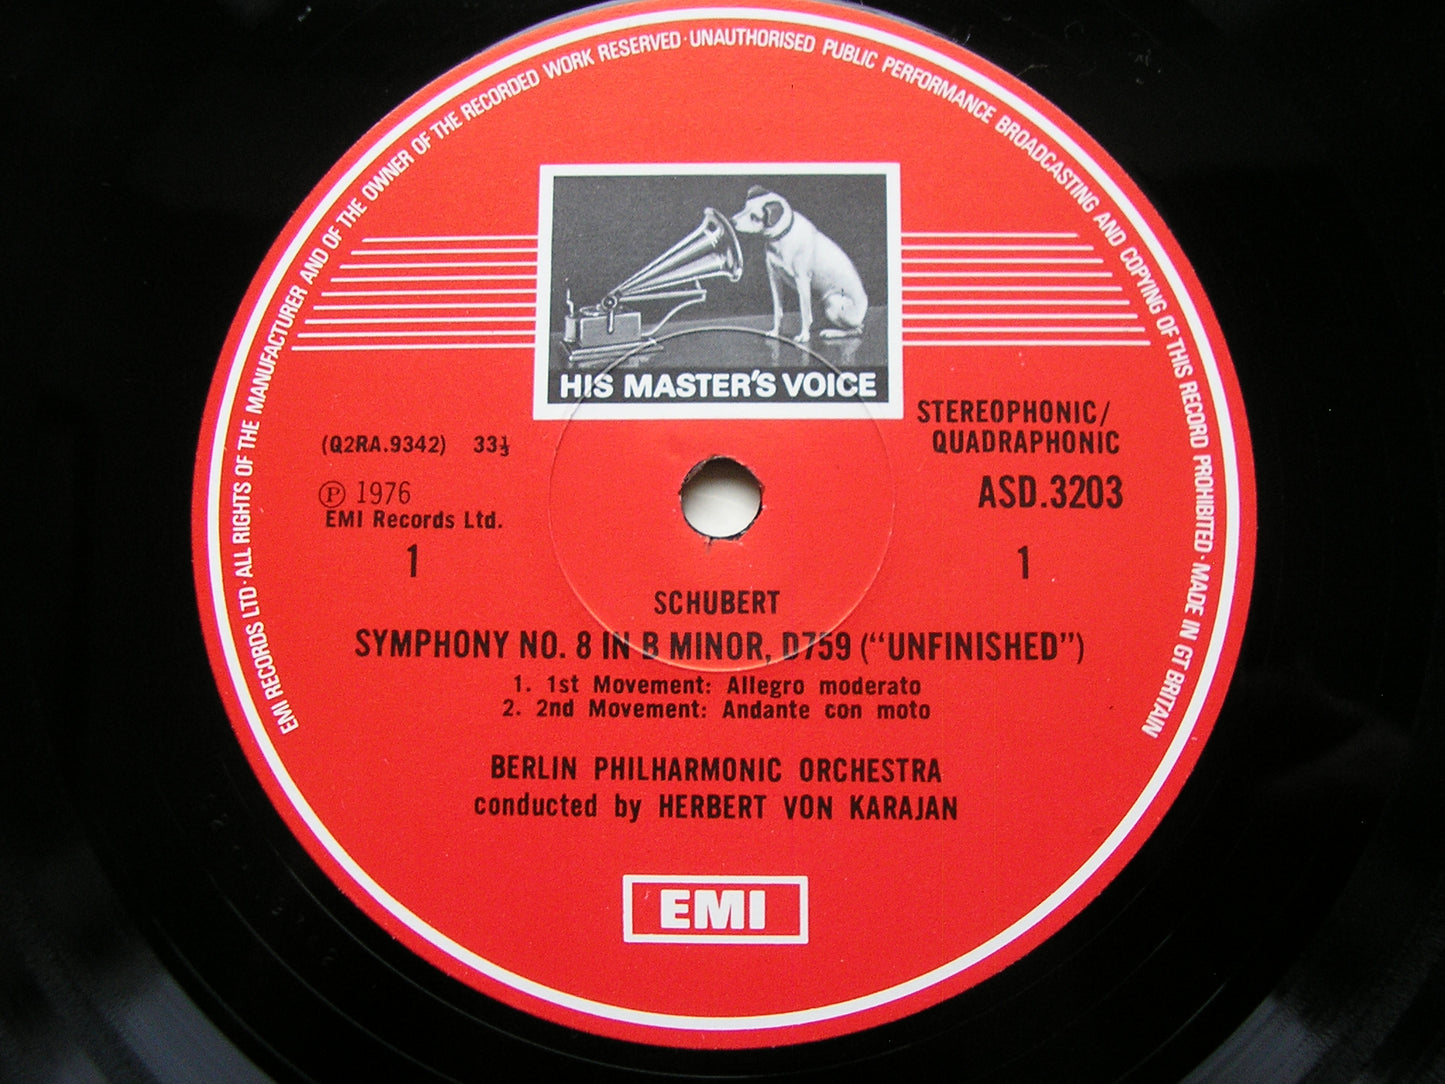 EMI RECORDS LTD · ALL RIGHTS OF THE MANUFACTURER AND OF THE OWNER OF THE RECORDED WORK RESERVED · UNAUTHORISED PUBLIC PERFORMANCE BROADCASTING AND COPYING OF THIS RECORD PROHIBITED · MADE IN GT BRITAIN
HIS MASTER'S VOICE
STEREOPHONIC/
QUADRAPHONIC
(Q2RA.9342) 33⅓
ASD.3203
℗ 1976
EMI Records Ltd.
1 1
SCHUBERT
SYMPHONY NO. 8 IN B MINOR, D759 (“UNFINISHED”)
1. 1st Movement: Allegro moderato
2. 2nd Movement: Andante con moto
BERLIN PHILHARMONIC ORCHESTRA
conducted by HERBERT VON KARAJAN
EMI